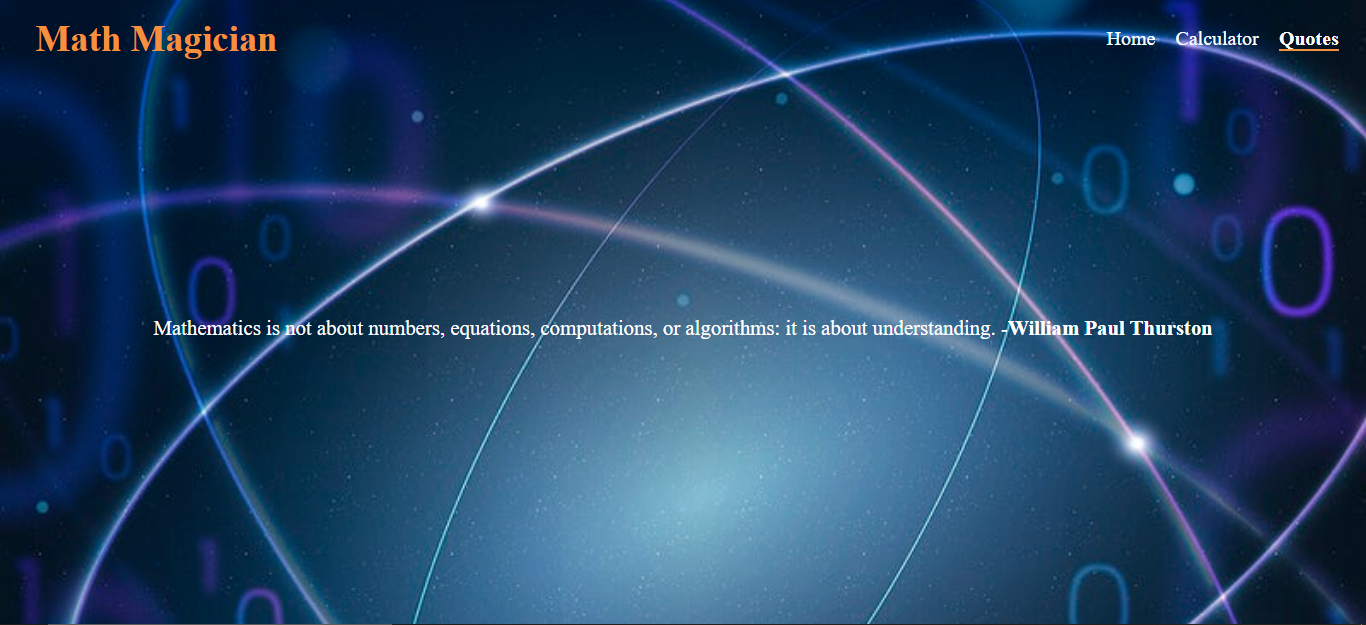 Math Magician
Home Calculator Quotes
Mathematics is not about numbers, equations, computations, or algorithms: it is about understanding. -William Paul Thurston